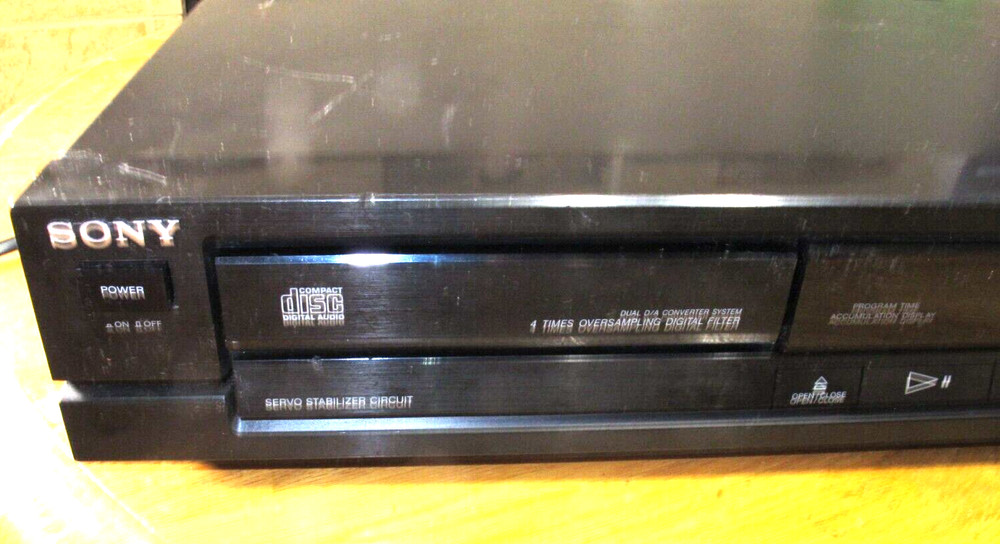 SONY
POWER
ON OFF
COMPACT
disc
DIGITAL AUDIO
DUAL D/A CONVERTER SYSTEM
4 TIMES OVERSAMPLING DIGITAL FILTER
PROGRAM TIME
ACCUMULATION DISPLAY
SERVO STABILIZER CIRCUIT
OPEN/CLOSE